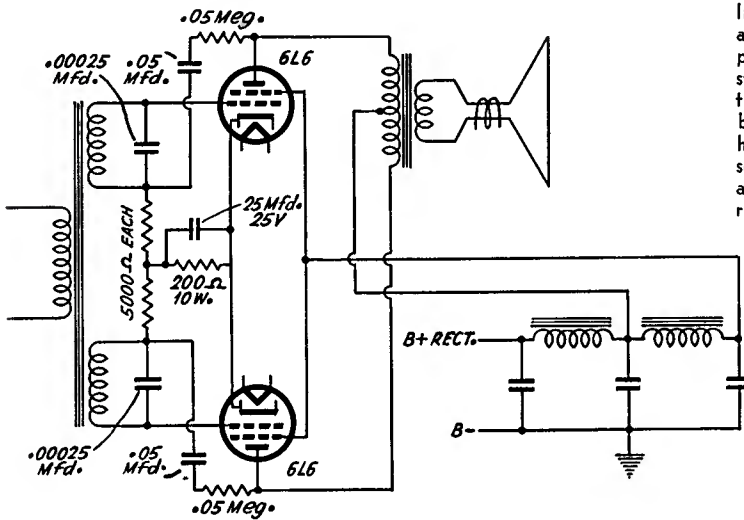 .05 Meg.
.00025
Mfd.
.05
Mfd.
6L6
25 Mfd.
25V
5000 Ω EACH
200 Ω
10 W.
B+ RECT.
B-
.00025
Mfd.
.05
Mfd.
6L6
.05 Meg.